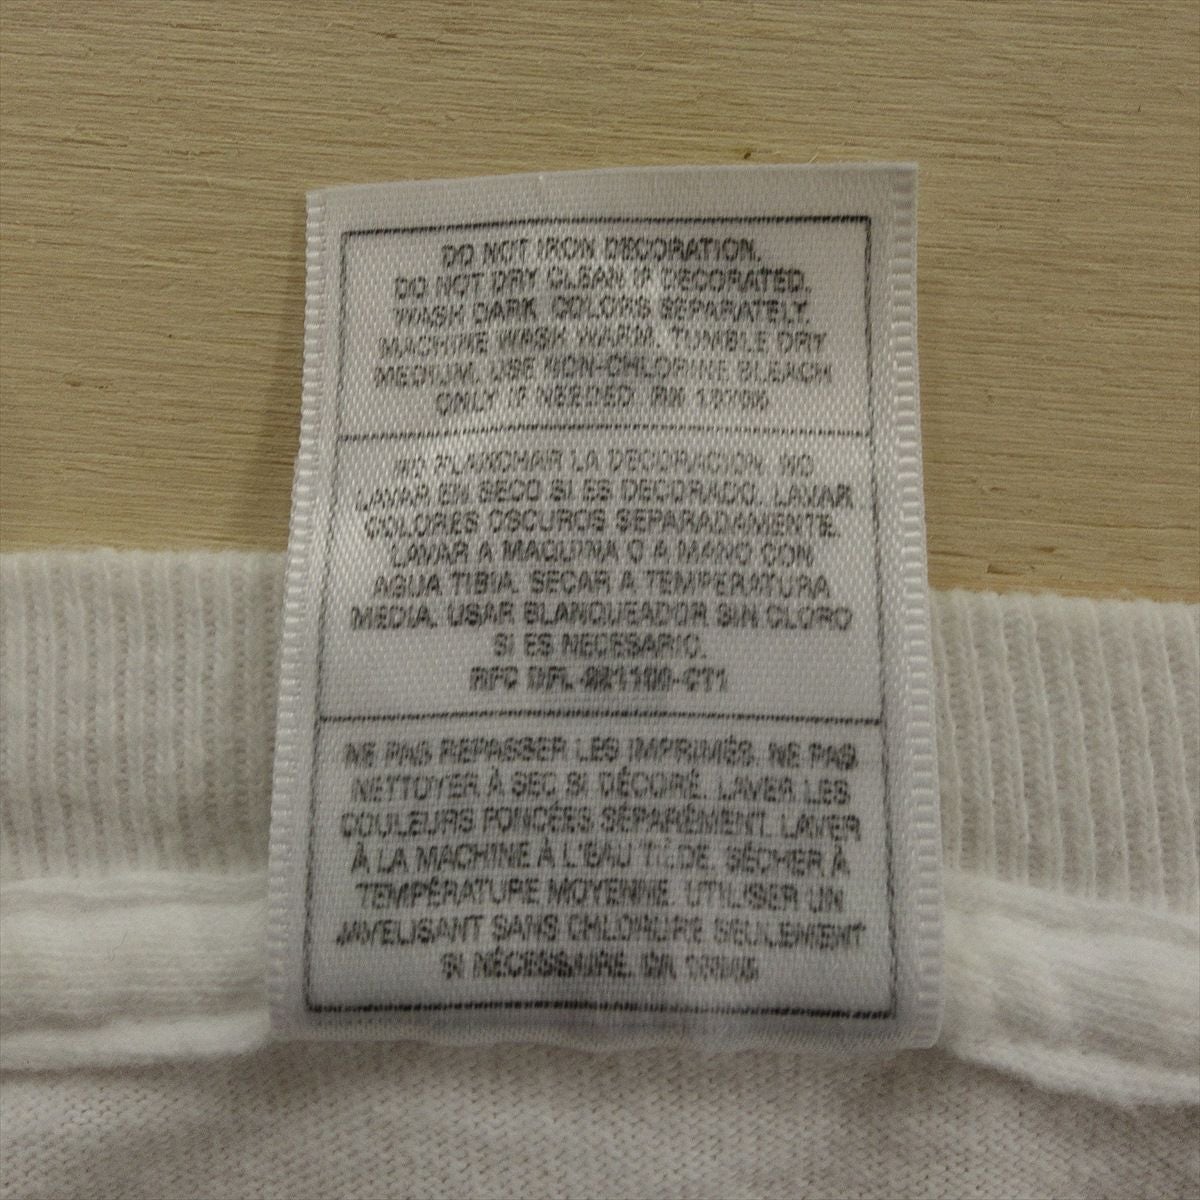 DO NOT IRON DECORATION.
DO NOT DRY CLEAN IF DECORATED.
WASH DARK COLORS SEPARATELY.
MACHINE WASH WARM. TUMBLE DRY
MEDIUM. USE NON-CHLORINE BLEACH
ONLY IF NEEDED. RN
NO PLANCHAR LA DECORACION. NO
LAVAR EN SECO SI ES DECORADO. LAVAR
COLORES OSCUROS SEPARADAMENTE.
LAVAR A MAQUINA O A MANO CON
AGUA TIBIA. SECAR A TEMPERATURA
MEDIA. USAR BLANQUEADOR SIN CLORO
SI ES NECESARIO.
RFC
NE PAS REPASSER LES IMPRIMÉS. NE PAS
NETTOYER À SEC SI DÉCORÉ. LAVER LES
COULEURS FONCÉES SÉPARÉMENT. LAVER
À LA MACHINE À L'EAU TIÈDE. SÉCHER À
TEMPÉRATURE MOYENNE. UTILISER UN
JAVELISANT SANS CHLORURE SEULEMENT
SI NÉCESSAIRE.